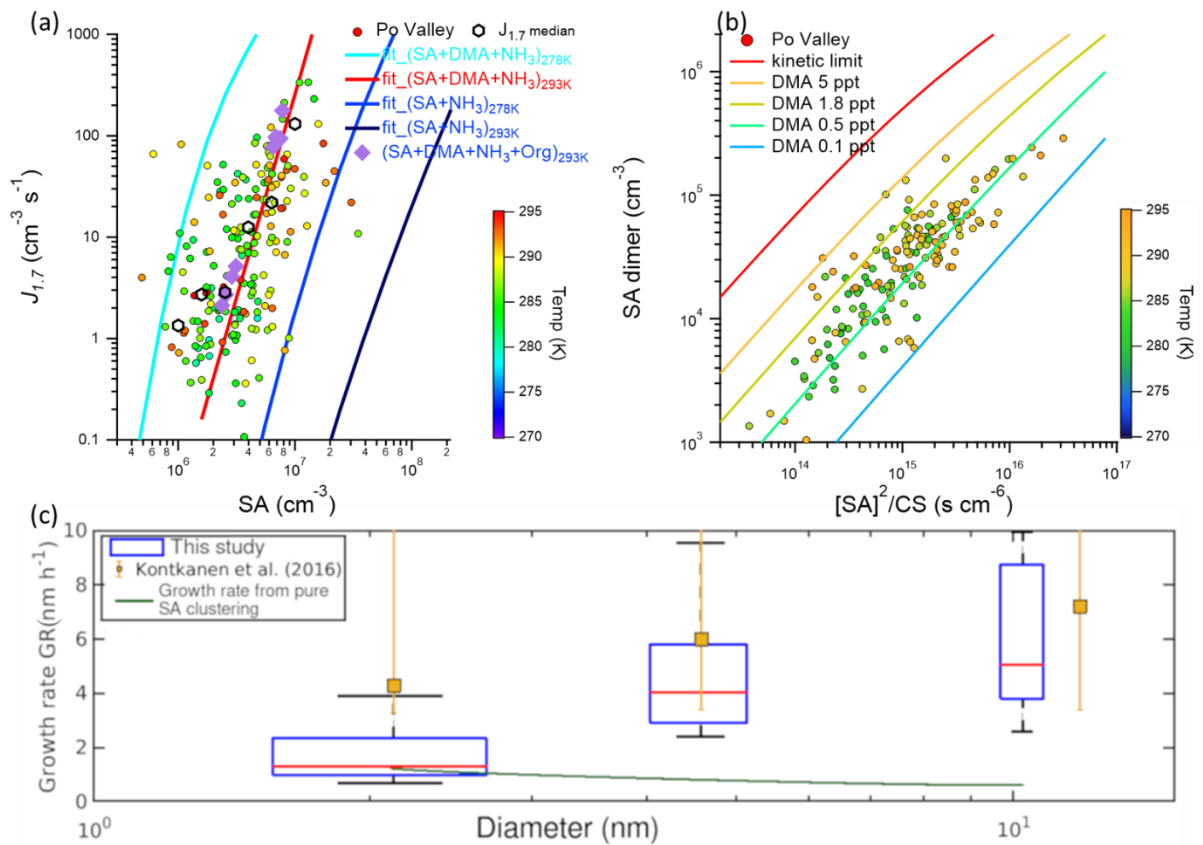 (a)
Po Valley J1.7 median
fit_(SA+DMA+NH3)278K
fit_(SA+DMA+NH3)293K
fit_(SA+NH3)278K
fit_(SA+NH3)293K
(SA+DMA+NH3+Org)293K
1000
100
10
1
0.1
J1.7 (cm-3 s-1)
4 6 8 2 4 6 8 2 4 6 8 2
10^6 10^7 10^8
SA (cm-3)
295
290
285
280
275
270
Temp (K)
(b)
Po Valley
kinetic limit
DMA 5 ppt
DMA 1.8 ppt
DMA 0.5 ppt
DMA 0.1 ppt
10^6
10^5
10^4
10^3
SA dimer (cm-3)
10^14 10^15 10^16 10^17
[SA]^2/CS (s cm-6)
295
290
285
280
275
270
Temp (K)
(c)
This study
Kontkanen et al. (2016)
Growth rate from pure
SA clustering
10
8
6
4
2
0
Growth rate GR(nm h-1)
10^0 10^1
Diameter (nm)